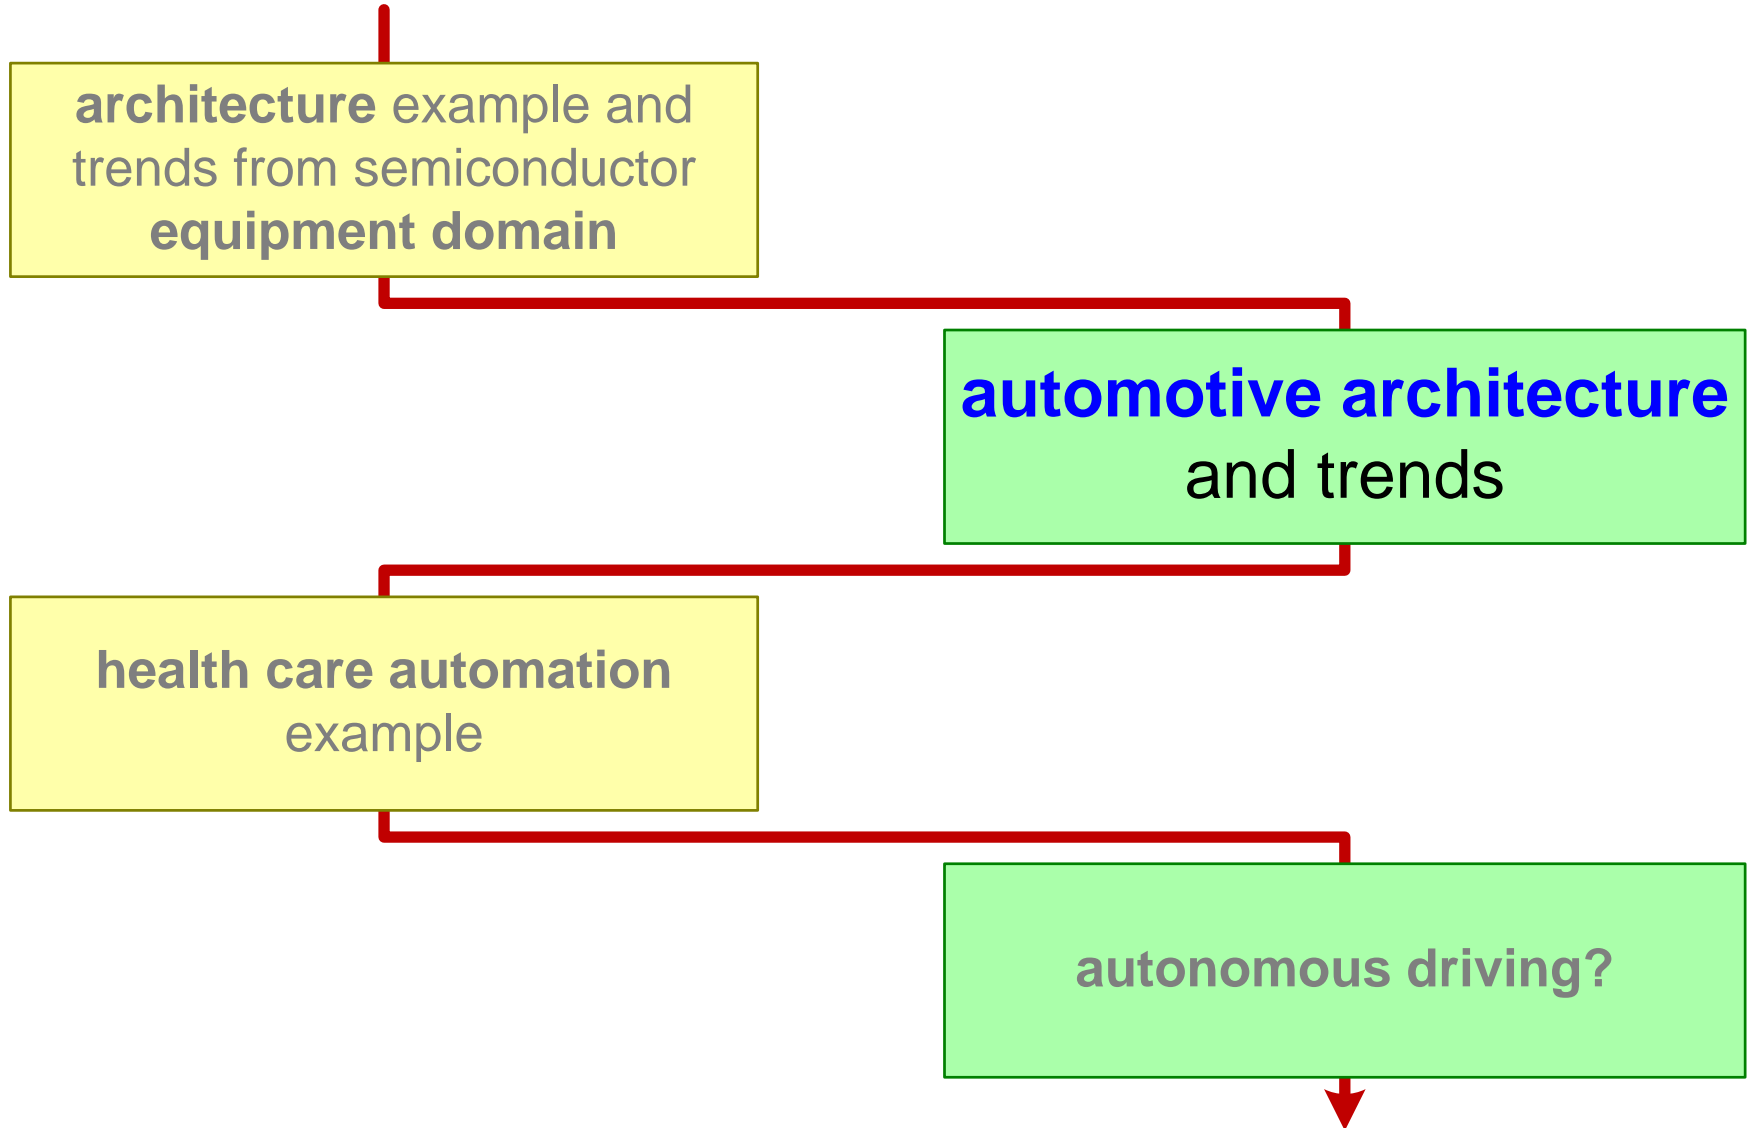 architecture example and
trends from semiconductor
equipment domain
automotive architecture
and trends
health care automation
example
autonomous driving?